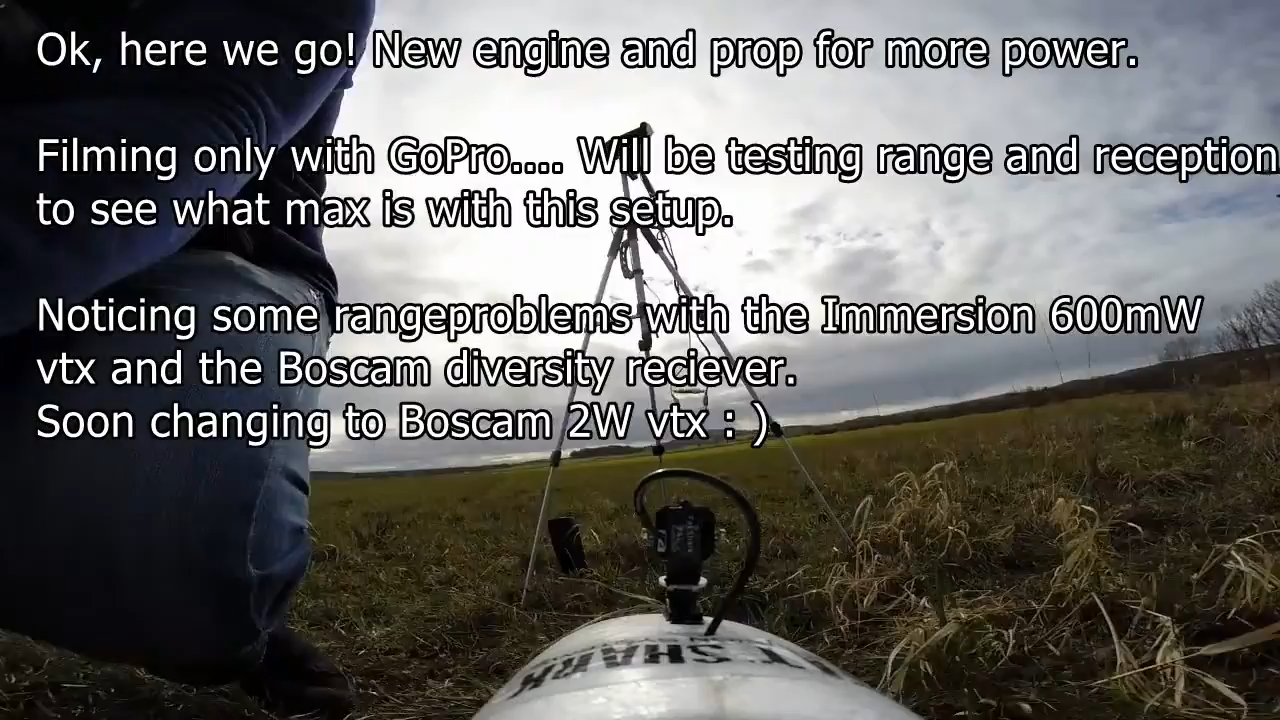 Ok, here we go! New engine and prop for more power.
Filming only with GoPro.... Will be testing range and reception
to see what max is with this setup.
Noticing some rangeproblems with the Immersion 600mW
vtx and the Boscam diversity reciever.
Soon changing to Boscam 2W vtx : )
T SHARK